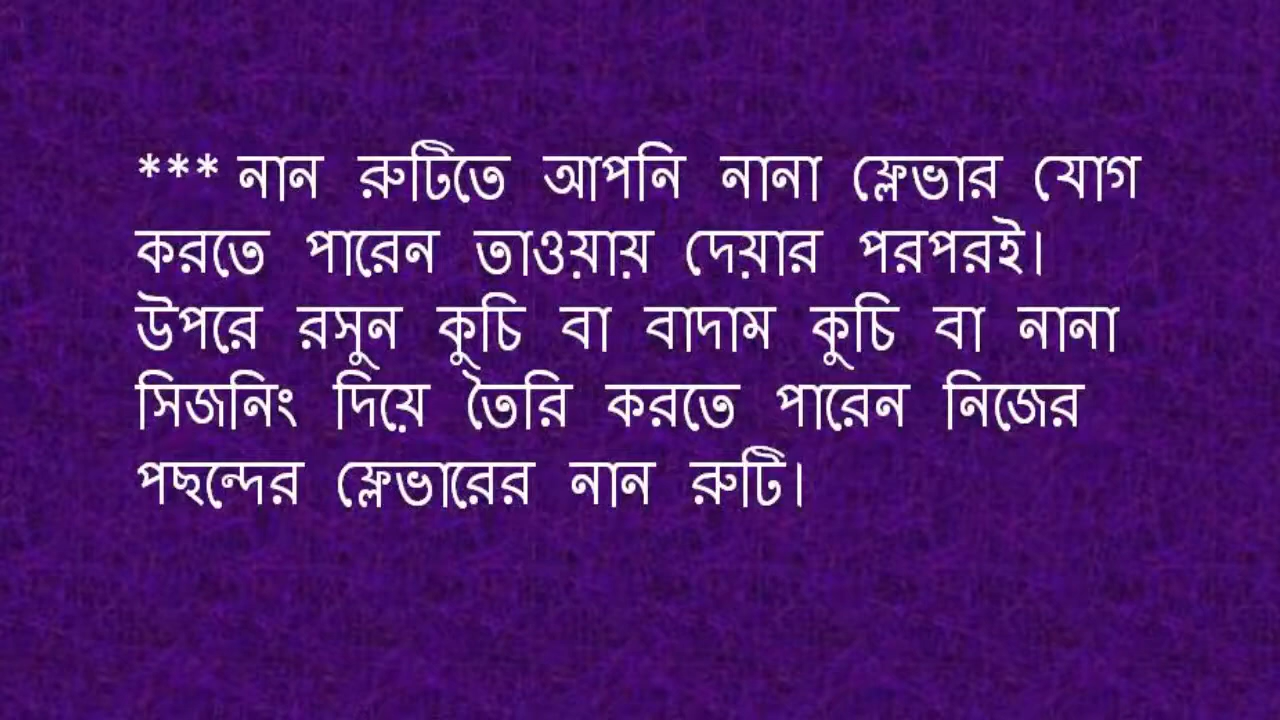 *** নান রুটিতে আপনি নানা ফ্লেভার যোগ
করতে পারেন তাওয়ায় দেয়ার পরপরই।
উপরে রসুন কুচি বা বাদাম কুচি বা নানা
সিজনিং দিয়ে তৈরি করতে পারেন নিজের
পছন্দের ফ্লেভারের নান রুটি।